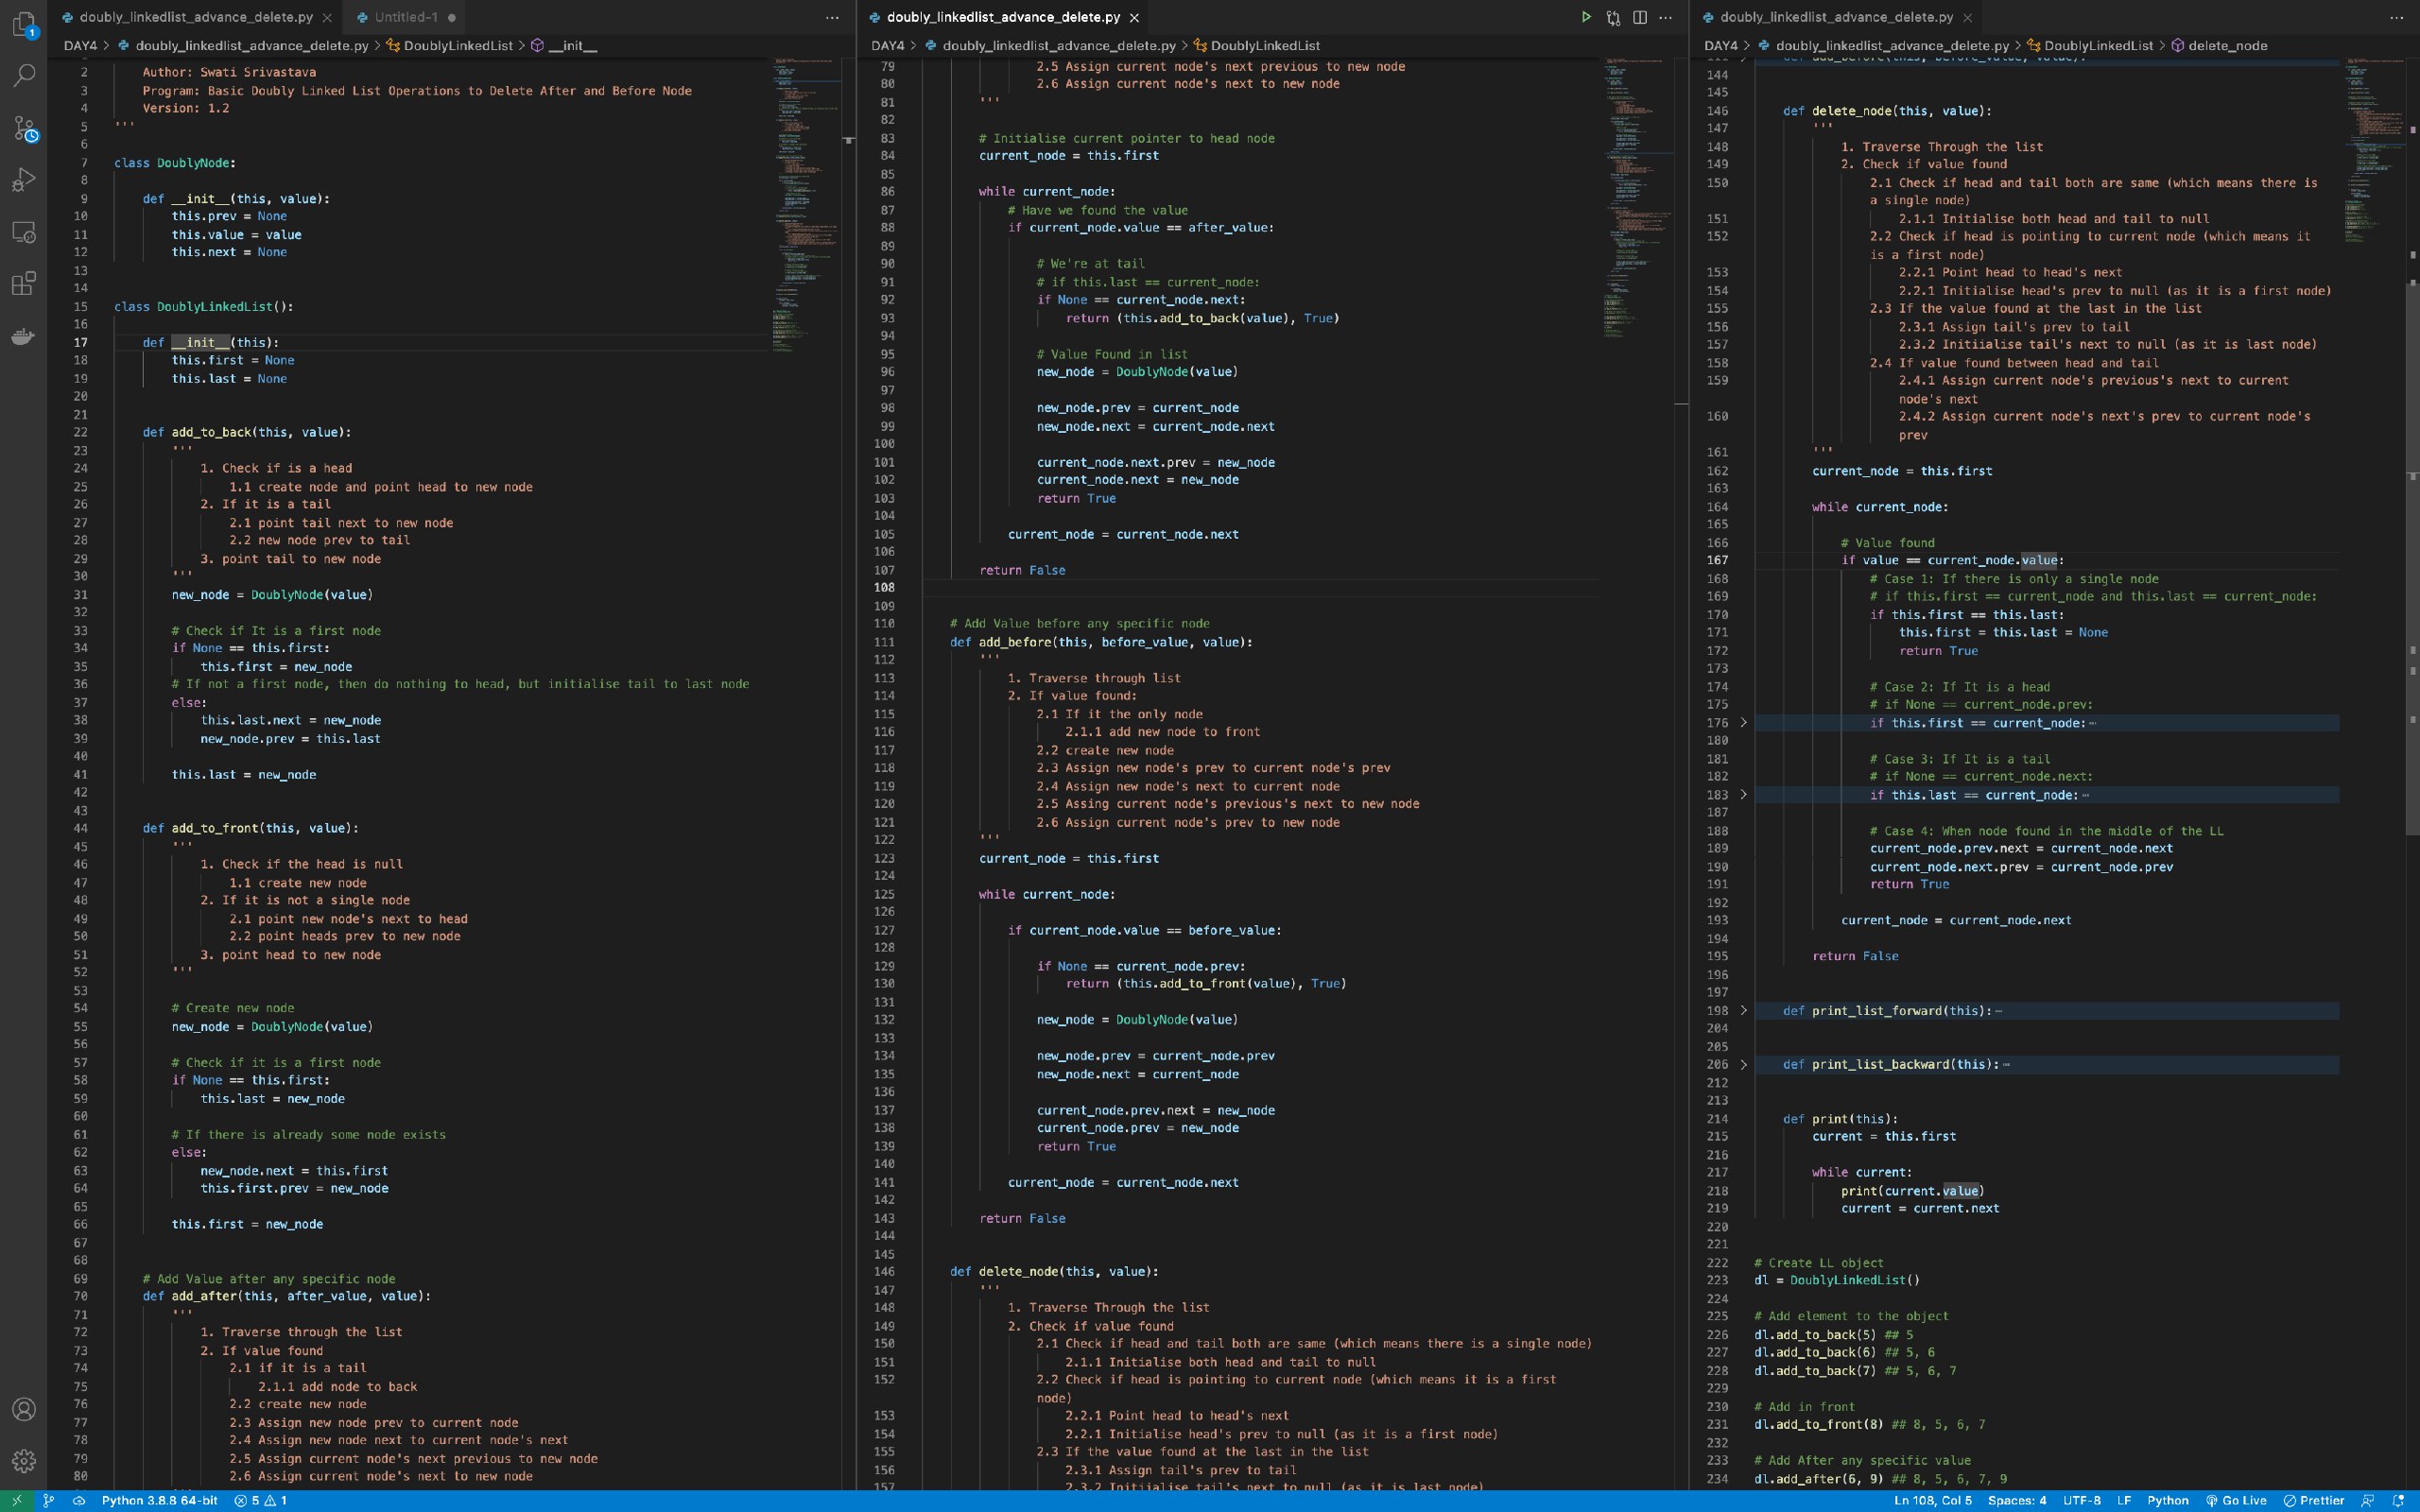 doubly_linkedlist_advance_delete.py
Untitled-1
DAY4 > doubly_linkedlist_advance_delete.py > DoublyLinkedList > __init__
2 Author: Swati Srivastava
3 Program: Basic Doubly Linked List Operations to Delete After and Before Node
4 Version: 1.2
5 '''
6
7 class DoublyNode:
8
9 def __init__(this, value):
10 this.prev = None
11 this.value = value
12 this.next = None
13
14
15 class DoublyLinkedList():
16
17 def __init__(this):
18 this.first = None
19 this.last = None
20
21
22 def add_to_back(this, value):
23 '''
24 1. Check if is a head
25 1.1 create node and point head to new node
26 2. If it is a tail
27 2.1 point tail next to new node
28 2.2 new node prev to tail
29 3. point tail to new node
30 '''
31 new_node = DoublyNode(value)
32
33 # Check if It is a first node
34 if None == this.first:
35 this.first = new_node
36 # If not a first node, then do nothing to head, but initialise tail to last node
37 else:
38 this.last.next = new_node
39 new_node.prev = this.last
40
41 this.last = new_node
42
43
44 def add_to_front(this, value):
45 '''
46 1. Check if the head is null
47 1.1 create new node
48 2. If it is not a single node
49 2.1 point new node's next to head
50 2.2 point heads prev to new node
51 3. point head to new node
52 '''
53
54 # Create new node
55 new_node = DoublyNode(value)
56
57 # Check if it is a first node
58 if None == this.first:
59 this.last = new_node
60
61 # If there is already some node exists
62 else:
63 new_node.next = this.first
64 this.first.prev = new_node
65
66 this.first = new_node
67
68
69 # Add Value after any specific node
70 def add_after(this, after_value, value):
71 '''
72 1. Traverse through the list
73 2. If value found
74 2.1 if it is a tail
75 2.1.1 add node to back
76 2.2 create new node
77 2.3 Assign new node prev to current node
78 2.4 Assign new node next to current node's next
79 2.5 Assign current node's next previous to new node
80 2.6 Assign current node's next to new node
doubly_linkedlist_advance_delete.py
DAY4 > doubly_linkedlist_advance_delete.py > DoublyLinkedList
79 2.5 Assign current node's next previous to new node
80 2.6 Assign current node's next to new node
81 '''
82
83 # Initialise current pointer to head node
84 current_node = this.first
85
86 while current_node:
87 # Have we found the value
88 if current_node.value == after_value:
89
90 # We're at tail
91 # if this.last == current_node:
92 if None == current_node.next:
93 return (this.add_to_back(value), True)
94
95 # Value Found in list
96 new_node = DoublyNode(value)
97
98 new_node.prev = current_node
99 new_node.next = current_node.next
100
101 current_node.next.prev = new_node
102 current_node.next = new_node
103 return True
104
105 current_node = current_node.next
106
107 return False
108
109
110 # Add Value before any specific node
111 def add_before(this, before_value, value):
112 '''
113 1. Traverse through list
114 2. If value found:
115 2.1 If it the only node
116 2.1.1 add new node to front
117 2.2 create new node
118 2.3 Assign new node's prev to current node's prev
119 2.4 Assign new node's next to current node
120 2.5 Assing current node's previous's next to new node
121 2.6 Assign current node's prev to new node
122 '''
123 current_node = this.first
124
125 while current_node:
126
127 if current_node.value == before_value:
128
129 if None == current_node.prev:
130 return (this.add_to_front(value), True)
131
132 new_node = DoublyNode(value)
133
134 new_node.prev = current_node.prev
135 new_node.next = current_node
136
137 current_node.prev.next = new_node
138 current_node.prev = new_node
139 return True
140
141 current_node = current_node.next
142
143 return False
144
145
146 def delete_node(this, value):
147 '''
148 1. Traverse Through the list
149 2. Check if value found
150 2.1 Check if head and tail both are same (which means there is a single node)
151 2.1.1 Initialise both head and tail to null
152 2.2 Check if head is pointing to current node (which means it is a first
node)
153 2.2.1 Point head to head's next
154 2.2.1 Initialise head's prev to null (as it is a first node)
155 2.3 If the value found at the last in the list
156 2.3.1 Assign tail's prev to tail
157 2.3.2 Initiialise tail's next to null (as it is last node)
doubly_linkedlist_advance_delete.py
DAY4 > doubly_linkedlist_advance_delete.py > DoublyLinkedList > delete_node
111 def add_before(this, before_value, value):
144
145
146 def delete_node(this, value):
147 '''
148 1. Traverse Through the list
149 2. Check if value found
150 2.1 Check if head and tail both are same (which means there is
a single node)
151 2.1.1 Initialise both head and tail to null
152 2.2 Check if head is pointing to current node (which means it
is a first node)
153 2.2.1 Point head to head's next
154 2.2.1 Initialise head's prev to null (as it is a first node)
155 2.3 If the value found at the last in the list
156 2.3.1 Assign tail's prev to tail
157 2.3.2 Initiialise tail's next to null (as it is last node)
158 2.4 If value found between head and tail
159 2.4.1 Assign current node's previous's next to current
node's next
160 2.4.2 Assign current node's next's prev to current node's
prev
161 '''
162 current_node = this.first
163
164 while current_node:
165
166 # Value found
167 if value == current_node.value:
168 # Case 1: If there is only a single node
169 # if this.first == current_node and this.last == current_node:
170 if this.first == this.last:
171 this.first = this.last = None
172 return True
173
174 # Case 2: If It is a head
175 # if None == current_node.prev:
176 if this.first == current_node:⋯
180
181 # Case 3: If It is a tail
182 # if None == current_node.next:
183 if this.last == current_node:⋯
187
188 # Case 4: When node found in the middle of the LL
189 current_node.prev.next = current_node.next
190 current_node.next.prev = current_node.prev
191 return True
192
193 current_node = current_node.next
194
195 return False
196
197
198 def print_list_forward(this):⋯
204
205
206 def print_list_backward(this):⋯
212
213
214 def print(this):
215 current = this.first
216
217 while current:
218 print(current.value)
219 current = current.next
220
221
222 # Create LL object
223 dl = DoublyLinkedList()
224
225 # Add element to the object
226 dl.add_to_back(5) ## 5
227 dl.add_to_back(6) ## 5, 6
228 dl.add_to_back(7) ## 5, 6, 7
229
230 # Add in front
231 dl.add_to_front(8) ## 8, 5, 6, 7
232
233 # Add After any specific value
234 dl.add_after(6, 9) ## 8, 5, 6, 7, 9
1
Python 3.8.8 64-bit 5 1 Ln 108, Col 5 Spaces: 4 UTF-8 LF Python Go Live Prettier